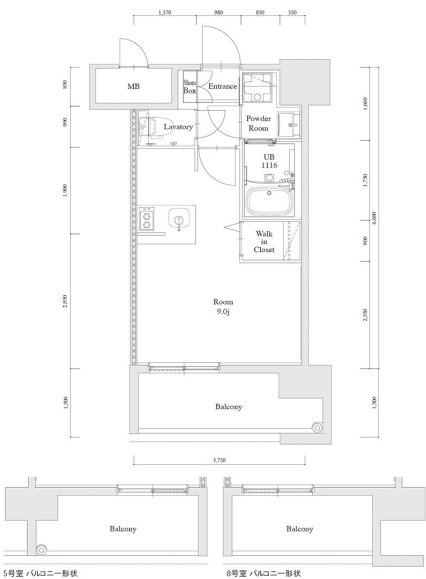 1,370 900 850 550
850
900
1,900
2,950
1,500
MB
Shoes
Box
Entrance
Lavatory
Powder
Room
UB
1116
Walk
in
Closet
Room
9.0j
Balcony
1,600
1,750
900
2,350
6,600
1,500
3,750
Balcony
Balcony
5号室 バルコニー形状
8号室 バルコニー形状